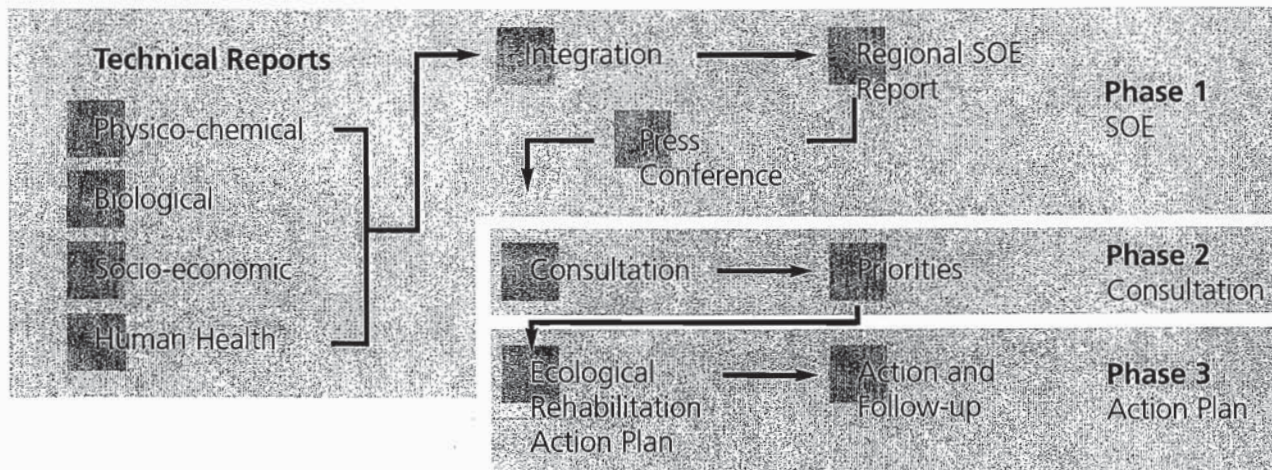 Technical Reports
Physico-chemical
Biological
Socio-economic
Human Health
Integration
Regional SOE
Report
Press
Conference
Phase 1
SOE
Consultation
Priorities
Phase 2
Consultation
Ecological
Rehabilitation
Action Plan
Action and
Follow-up
Phase 3
Action Plan